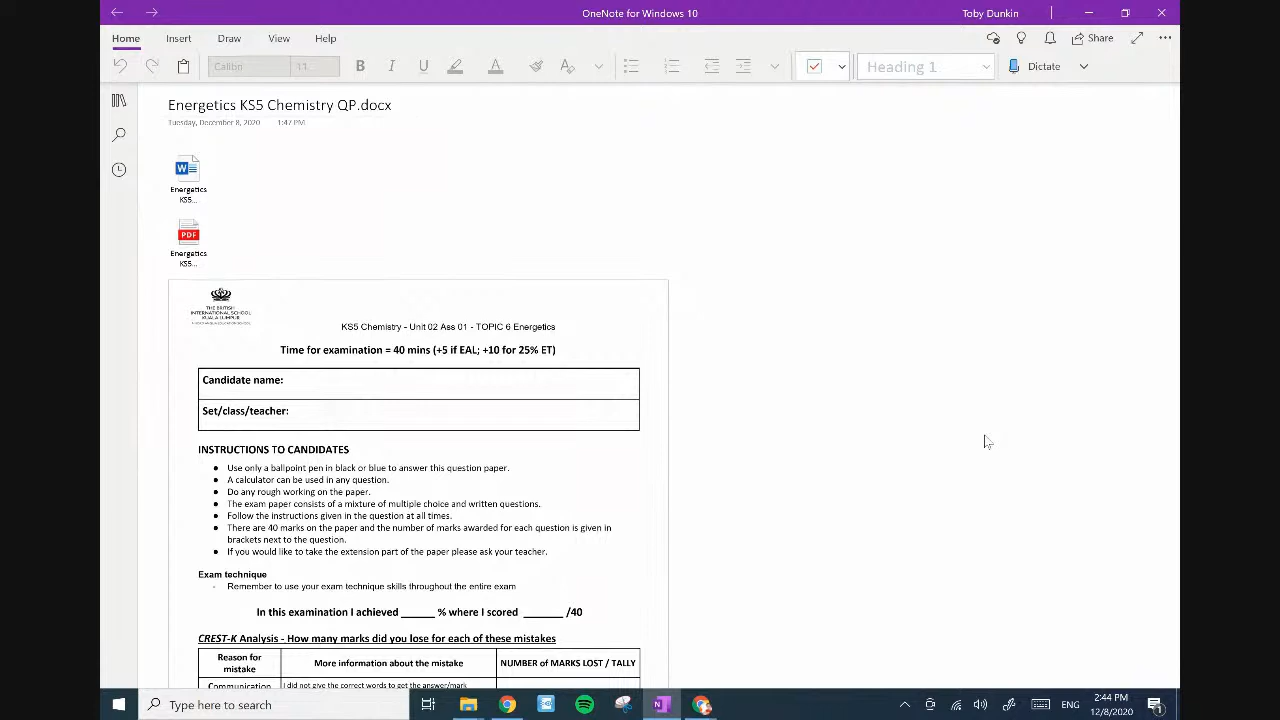 OneNote for Windows 10
Toby Dunkin
Home Insert Draw View Help
Share
Calibri 11 B I U
Heading 1
Dictate
Energetics KS5 Chemistry QP.docx
Tuesday, December 8, 2020 1:47 PM
Energetics
KS5...
PDF
Energetics
KS5...
THE BRITISH
INTERNATIONAL SCHOOL
KUALA LUMPUR
KS5 Chemistry - Unit 02 Ass 01 - TOPIC 6 Energetics
Time for examination = 40 mins (+5 if EAL; +10 for 25% ET)
Candidate name:
Set/class/teacher:
INSTRUCTIONS TO CANDIDATES
● Use only a ballpoint pen in black or blue to answer this question paper.
● A calculator can be used in any question.
● Do any rough working on the paper.
● The exam paper consists of a mixture of multiple choice and written questions.
● Follow the instructions given in the question at all times.
● There are 40 marks on the paper and the number of marks awarded for each question is given in
brackets next to the question.
● If you would like to take the extension part of the paper please ask your teacher.
Exam technique
- Remember to use your exam technique skills throughout the entire exam
In this examination I achieved ______ % where I scored _______ /40
CREST-K Analysis - How many marks did you lose for each of these mistakes
Reason for
mistake
More information about the mistake
NUMBER of MARKS LOST / TALLY
Communication
I did not give the correct words to get the answer/mark
Type here to search
ENG
2:44 PM
12/8/2020